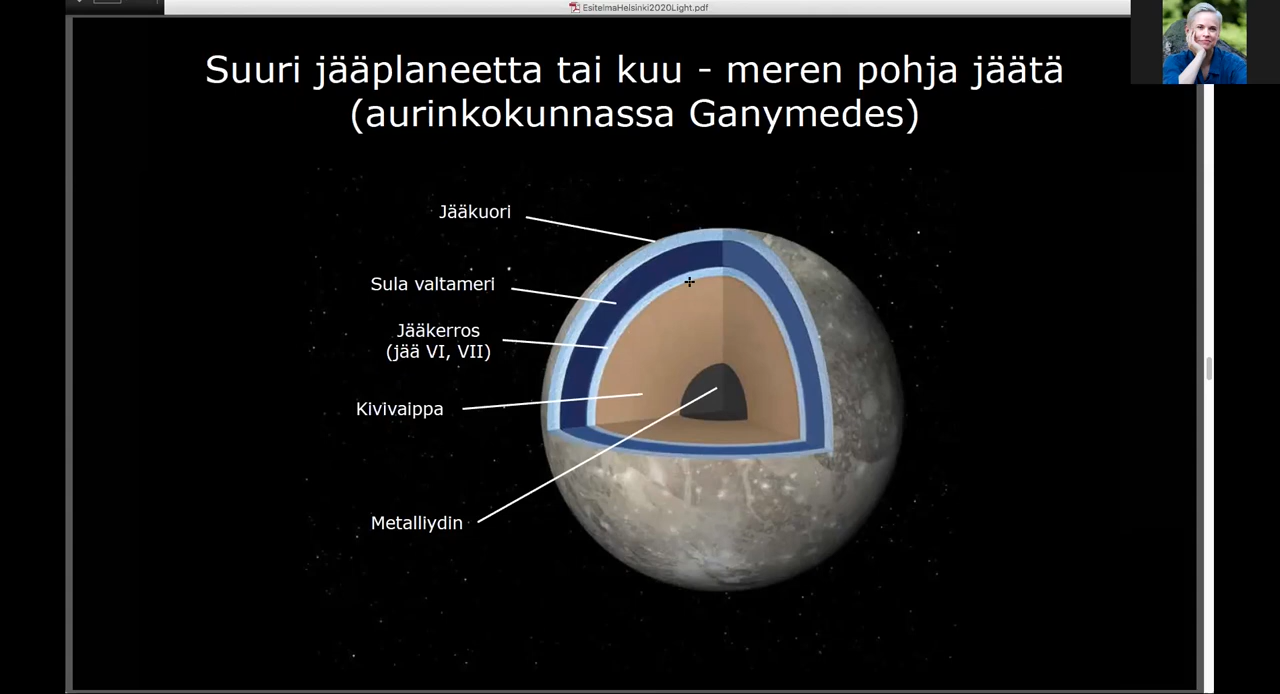 EsitelmaHelsinki2020Light.pdf
Suuri jääplaneetta tai kuu - meren pohja jäätä
(aurinkokunnassa Ganymedes)
Jääkuori
Sula valtameri
Jääkerros
(jää VI, VII)
Kivivaippa
Metalliydin